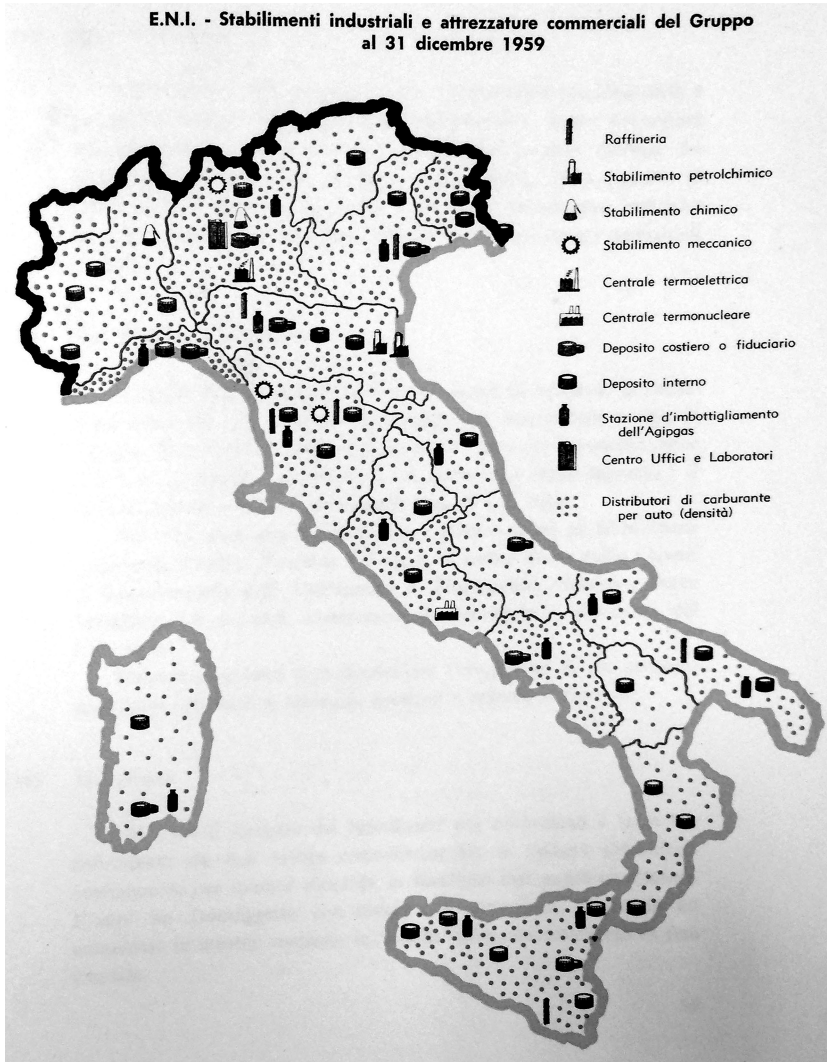 E.N.I. - Stabilimenti industriali e attrezzature commerciali del Gruppo
al 31 dicembre 1959
Raffineria
Stabilimento petrolchimico
Stabilimento chimico
Stabilimento meccanico
Centrale termoelettrica
Centrale termonucleare
Deposito costiero o fiduciario
Deposito interno
Stazione d'imbottigliamento
dell'Agipgas
Centro Uffici e Laboratori
Distributori di carburante
per auto (densità)